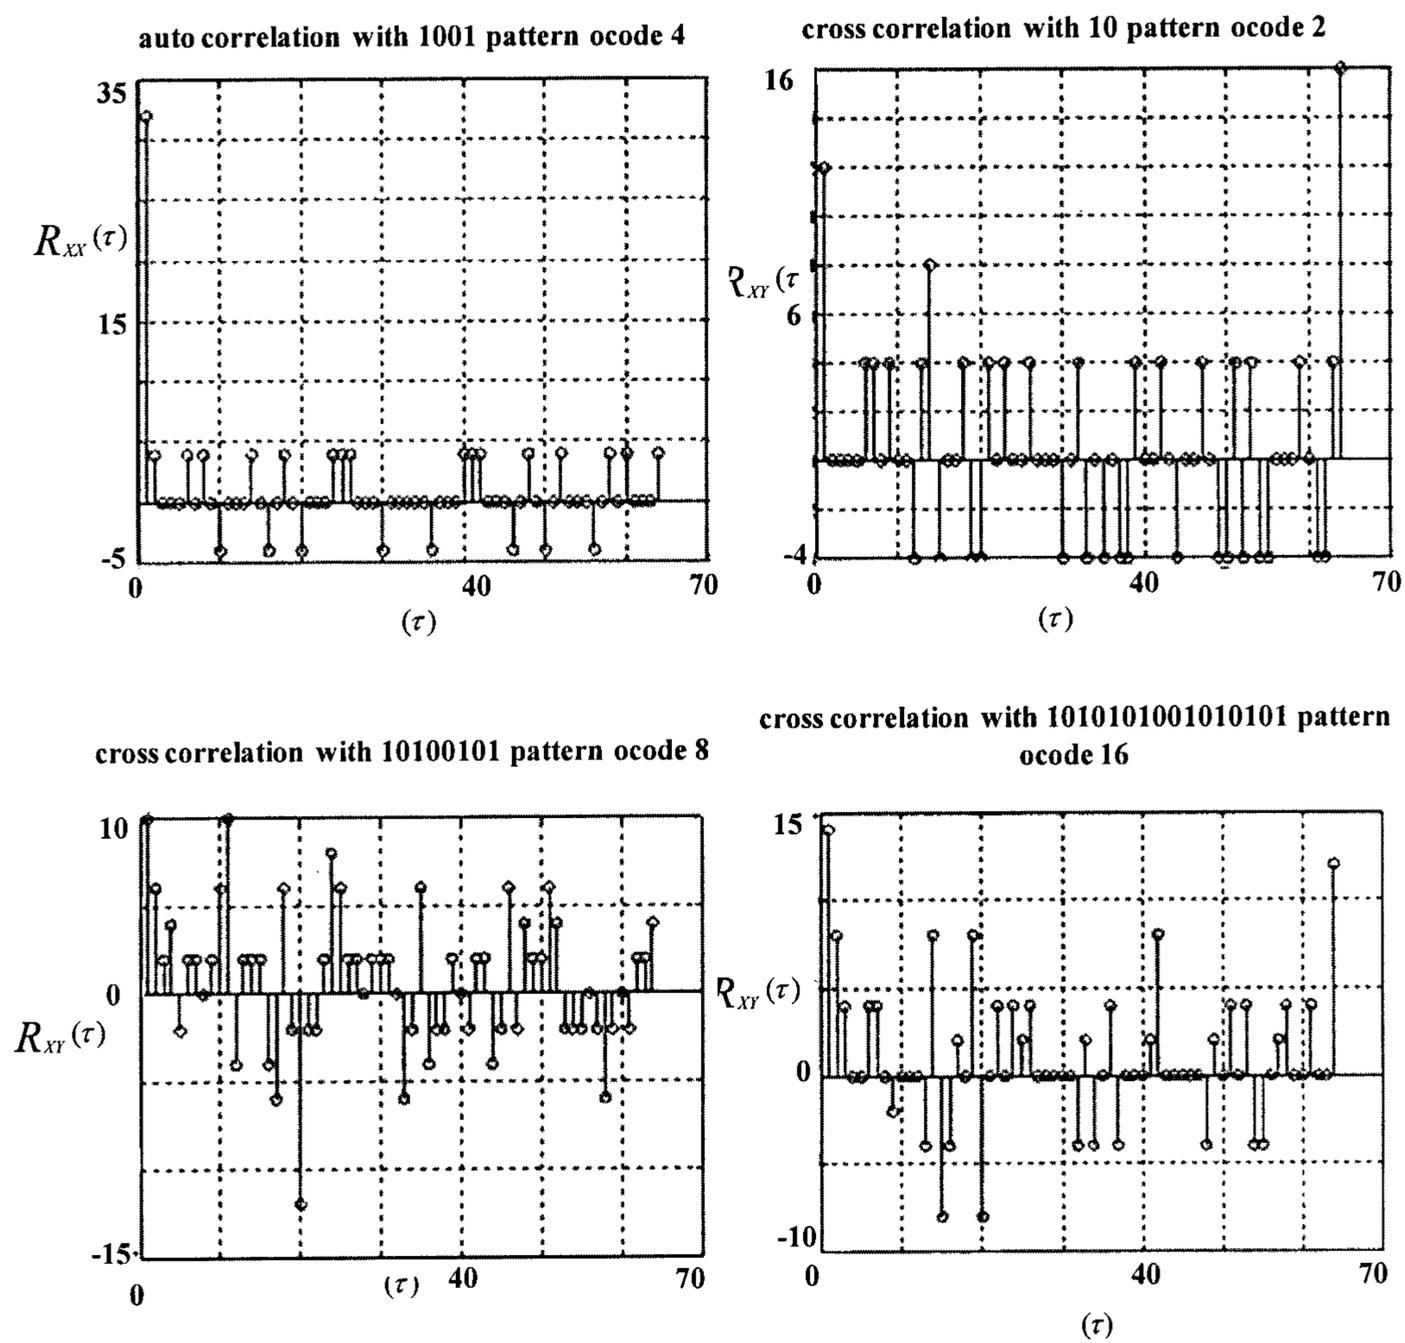 auto correlation with 1001 pattern ocode 4
35
R_XX(τ)
15
-5
0 40 70
(τ)
cross correlation with 10 pattern ocode 2
16
R_XY(τ
6
-4
0 40 70
(τ)
cross correlation with 10100101 pattern ocode 8
10
0
R_XY(τ)
-15
0 40 70
(τ)
cross correlation with 1010101001010101 pattern
ocode 16
15
R_XY(τ)
0
-10
0 40 70
(τ)